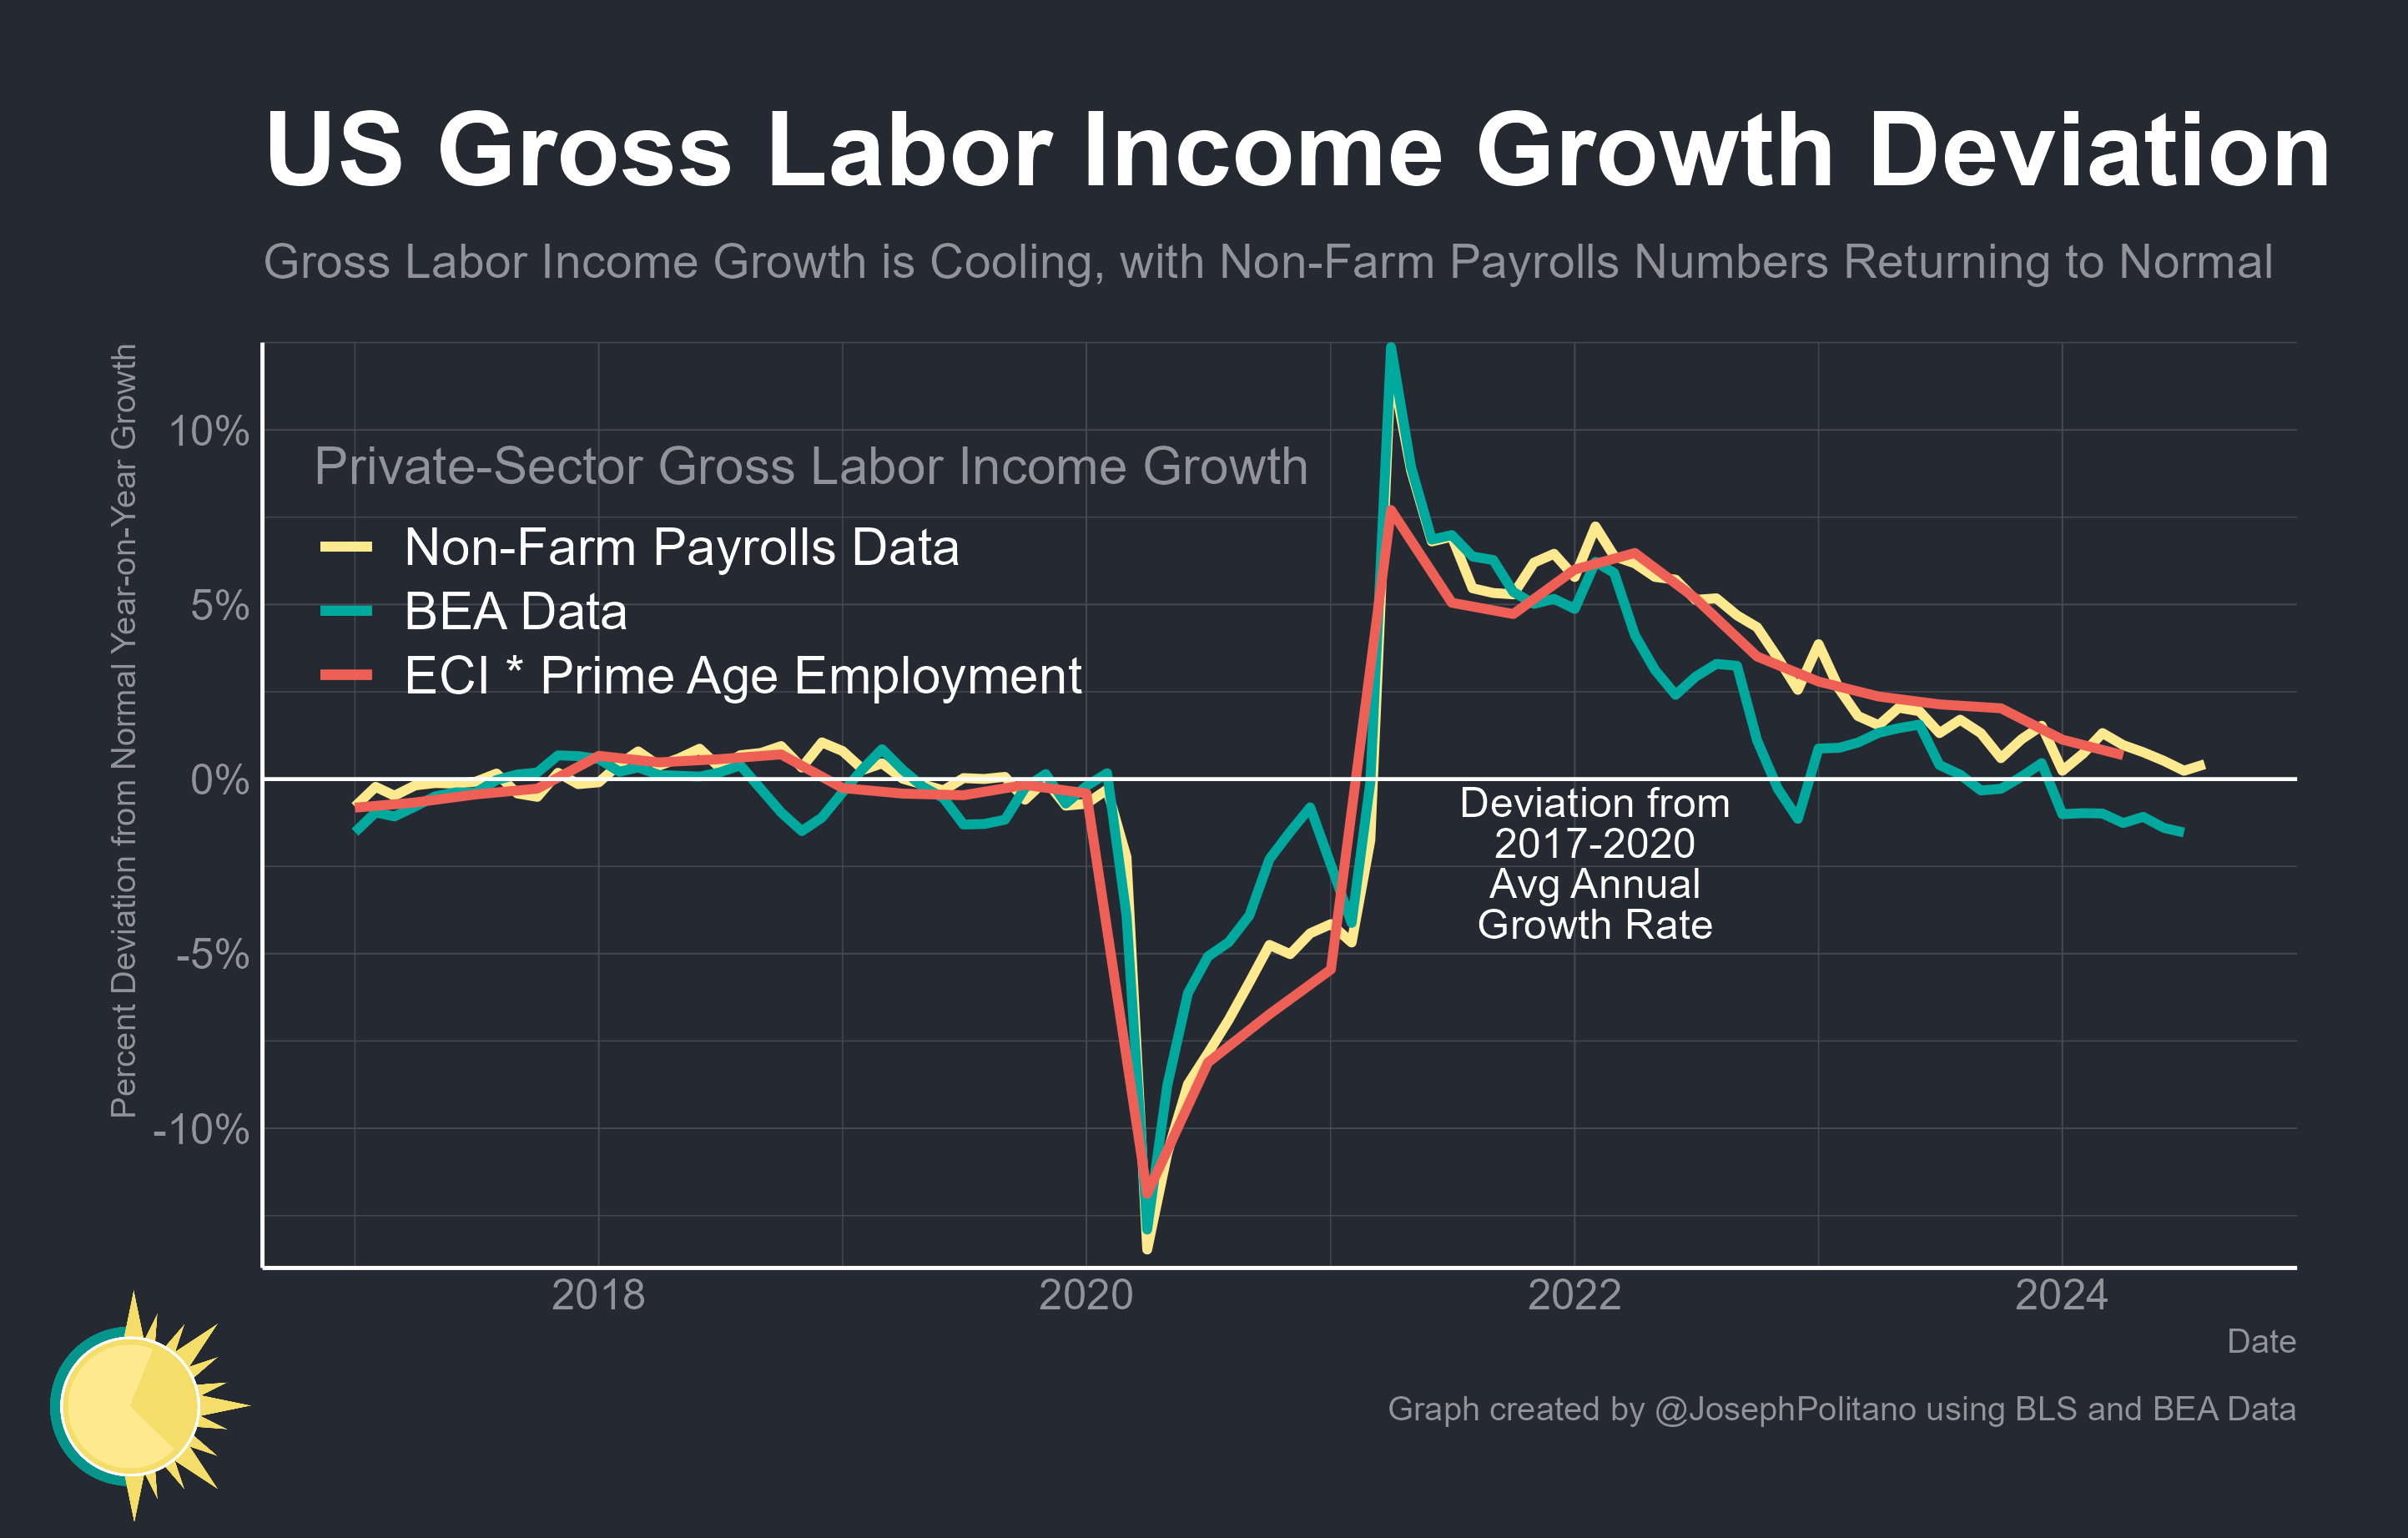 US Gross Labor Income Growth Deviation
Gross Labor Income Growth is Cooling, with Non-Farm Payrolls Numbers Returning to Normal
Percent Deviation from Normal Year-on-Year Growth
10%
5%
0%
-5%
-10%
Private-Sector Gross Labor Income Growth
Non-Farm Payrolls Data
BEA Data
ECI * Prime Age Employment
Deviation from
2017-2020
Avg Annual
Growth Rate
2018
2020
2022
2024
Date
Graph created by @JosephPolitano using BLS and BEA Data